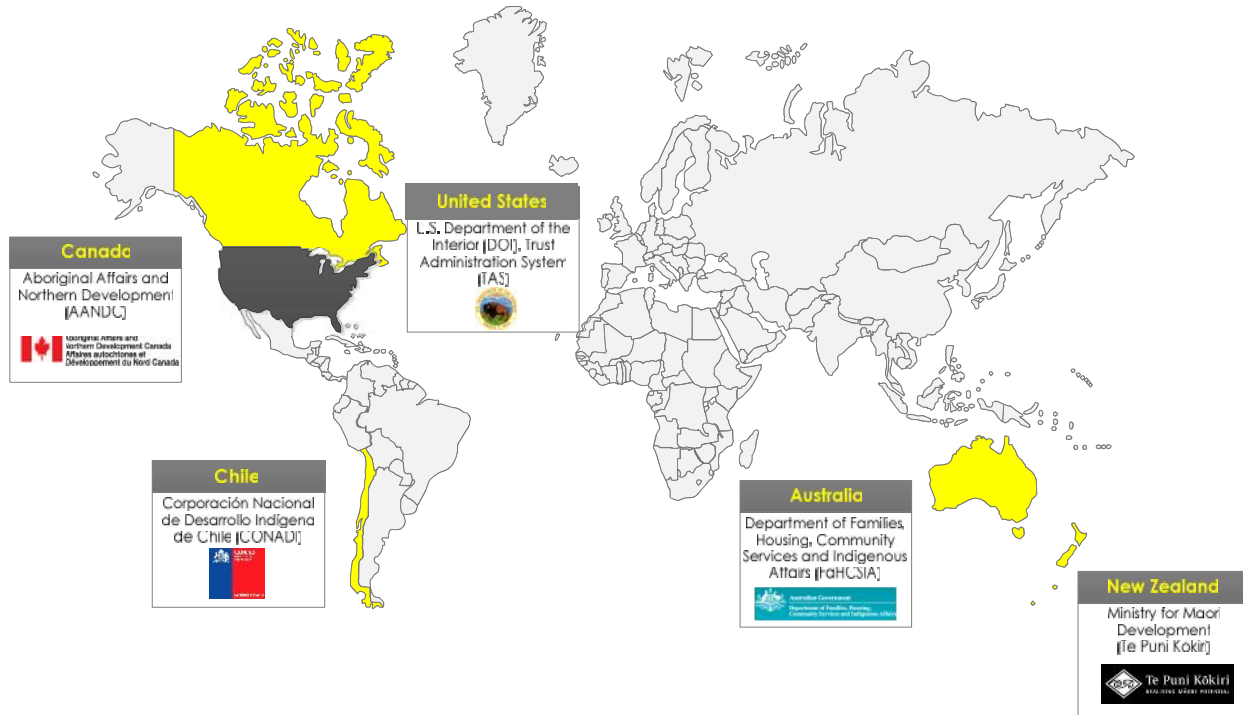 United States
U.S. Department of the
Interior (DOI), Trust
Administration System
(TAS)
Canada
Aboriginal Affairs and
Northern Development
(AANDC)
Aboriginal Affairs and
Northern Development Canada
Affaires autochtones et
Développement du Nord Canada
Chile
Corporación Nacional
de Desarrollo Indígena
de Chile (CONADI)
Australia
Department of Families,
Housing, Community
Services and Indigenous
Affairs (FaHCSIA)
Australian Government
Department of Families, Housing,
Community Services and Indigenous Affairs
New Zealand
Ministry for Maori
Development
(Te Puni Kokiri)
Te Puni Kōkiri
REALISING MĀORI POTENTIAL